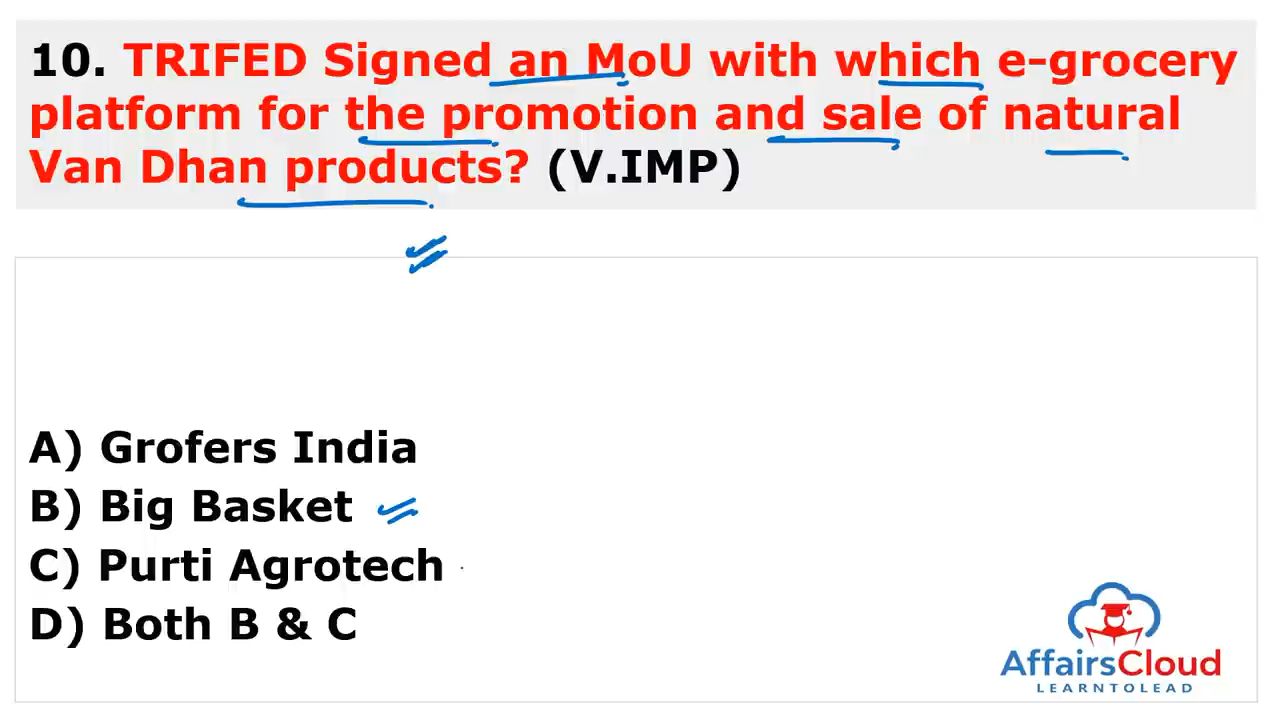 10. TRIFED Signed an MoU with which e-grocery
platform for the promotion and sale of natural
Van Dhan products? (V.IMP)
A) Grofers India
B) Big Basket
C) Purti Agrotech
D) Both B & C
AffairsCloud
LEARNTOLEAD